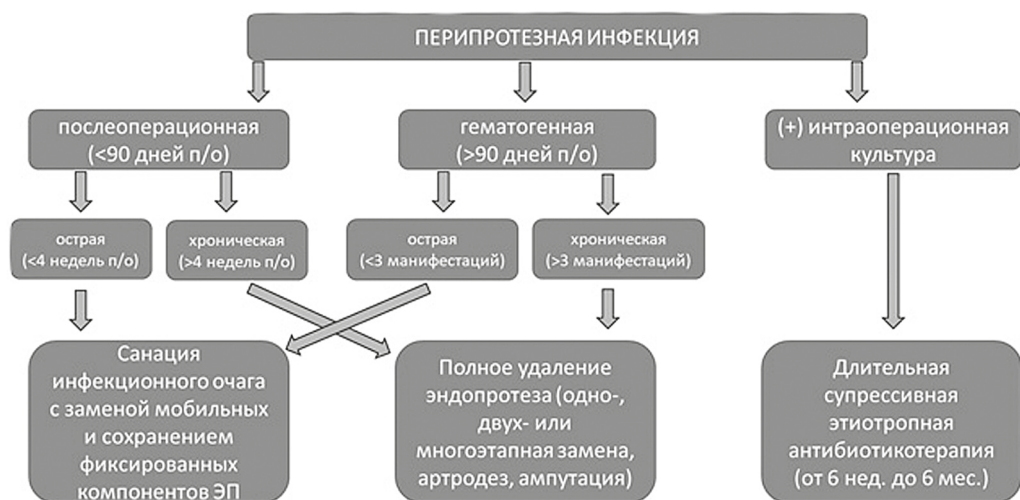 ПЕРИПРОТЕЗНАЯ ИНФЕКЦИЯ
послеоперационная
(<90 дней п/о)
гематогенная
(>90 дней п/о)
(+) интраоперационная
культура
острая
(<4 недель п/о)
хроническая
(>4 недель п/о)
острая
(<3 манифестаций)
хроническая
(>3 манифестаций)
Санация
инфекционного очага
с заменой мобильных
и сохранением
фиксированных
компонентов ЭП
Полное удаление
эндопротеза (одно-,
двух- или
многоэтапная замена,
артродез, ампутация)
Длительная
супрессивная
этиотропная
антибиотикотерапия
(от 6 нед. до 6 мес.)